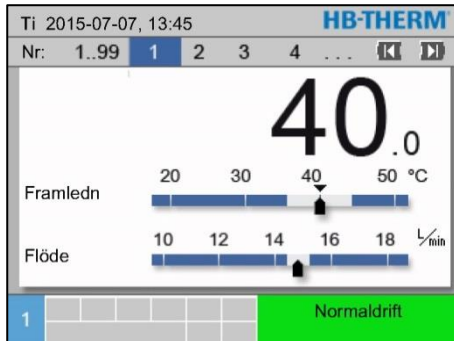 Ti 2015-07-07, 13:45 HB-THERM®
Nr: 1..99 1 2 3 4 ...
40.0
20 30 40 50 °C
Framledn
10 12 14 16 18 L/min
Flöde
1 Normaldrift